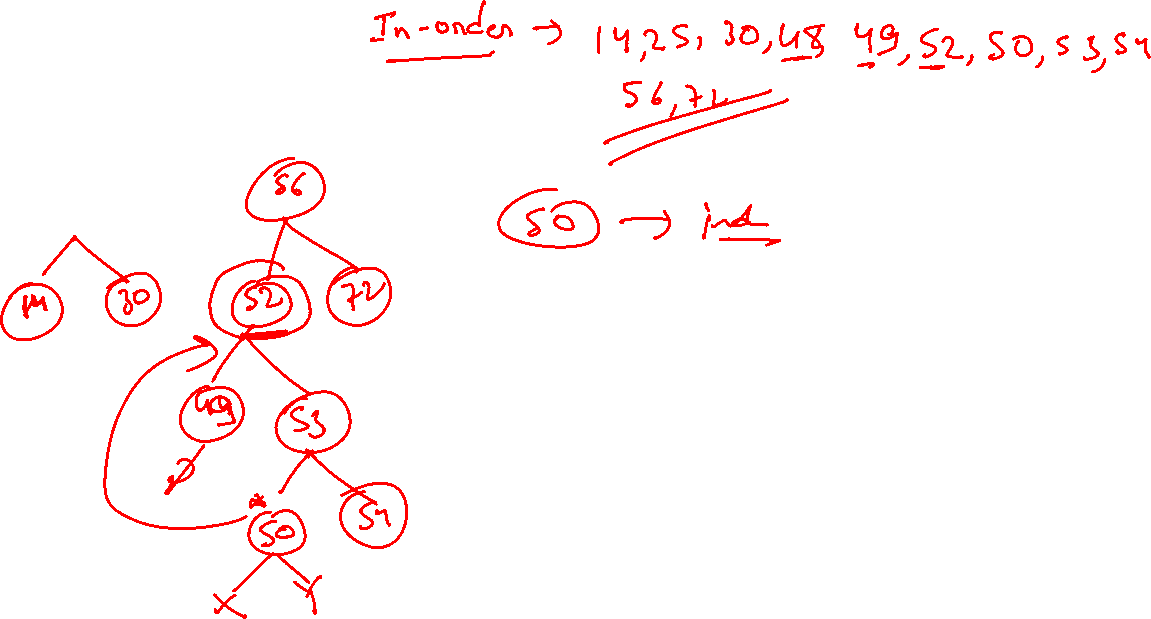 In-order → 14, 25, 30, 48 49, 52, 50, 53, 54
56, 72
56
50 → ind
14 30 52 72
49 53
50 54
X Y